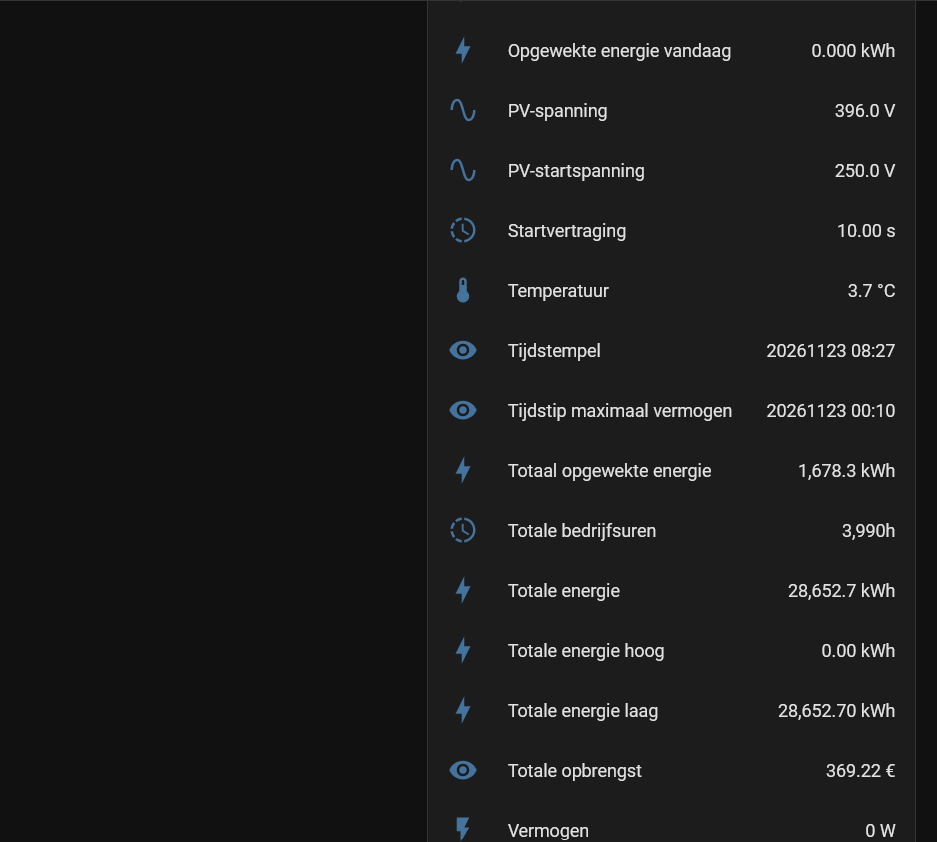 Opgewekte energie vandaag 0.000 kWh
PV-spanning 396.0 V
PV-startspanning 250.0 V
Startvertraging 10.00 s
Temperatuur 3.7 °C
Tijdstempel 20261123 08:27
Tijdstip maximaal vermogen 20261123 00:10
Totaal opgewekte energie 1,678.3 kWh
Totale bedrijfsuren 3,990h
Totale energie 28,652.7 kWh
Totale energie hoog 0.00 kWh
Totale energie laag 28,652.70 kWh
Totale opbrengst 369.22 €
Vermogen 0 W